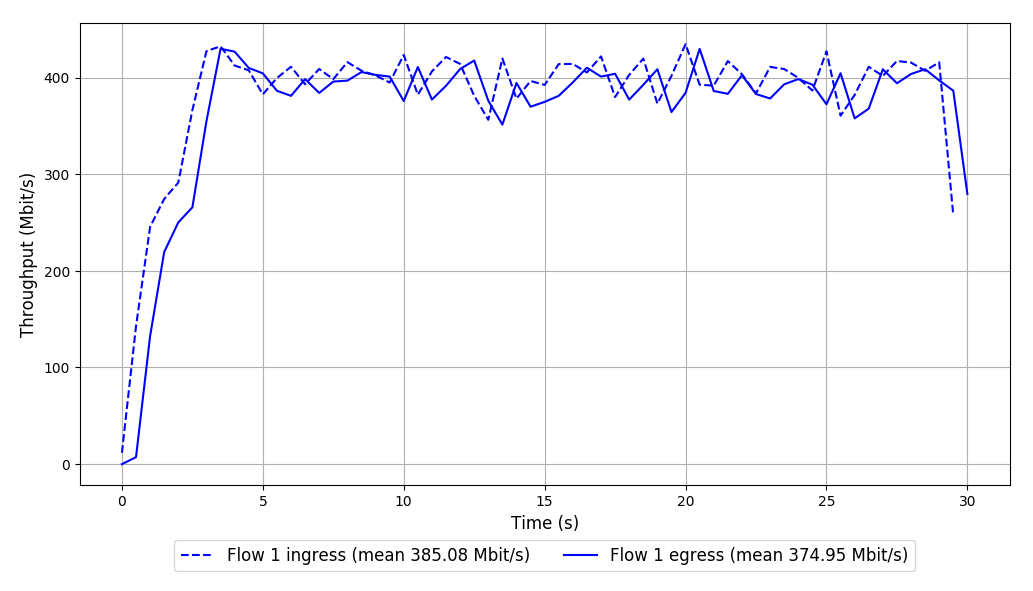 400
300
200
100
0
Throughput (Mbit/s)
0 5 10 15 20 25 30
Time (s)
Flow 1 ingress (mean 385.08 Mbit/s) Flow 1 egress (mean 374.95 Mbit/s)